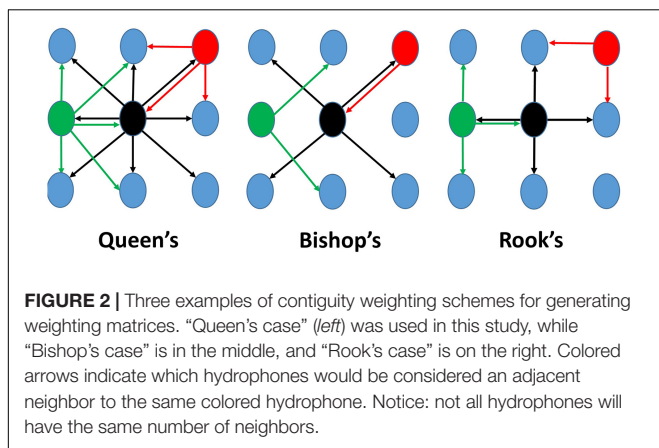 Queen's Bishop's Rook's
FIGURE 2 | Three examples of contiguity weighting schemes for generating
weighting matrices. “Queen's case” (left) was used in this study, while
“Bishop's case” is in the middle, and “Rook's case” is on the right. Colored
arrows indicate which hydrophones would be considered an adjacent
neighbor to the same colored hydrophone. Notice: not all hydrophones will
have the same number of neighbors.